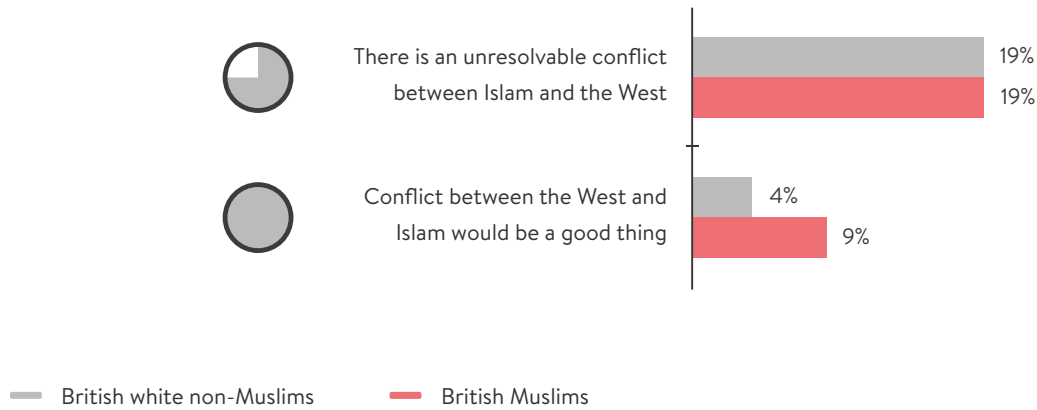 There is an unresolvable conflict
between Islam and the West
19%
19%
Conflict between the West and
Islam would be a good thing
4%
9%
British white non-Muslims
British Muslims